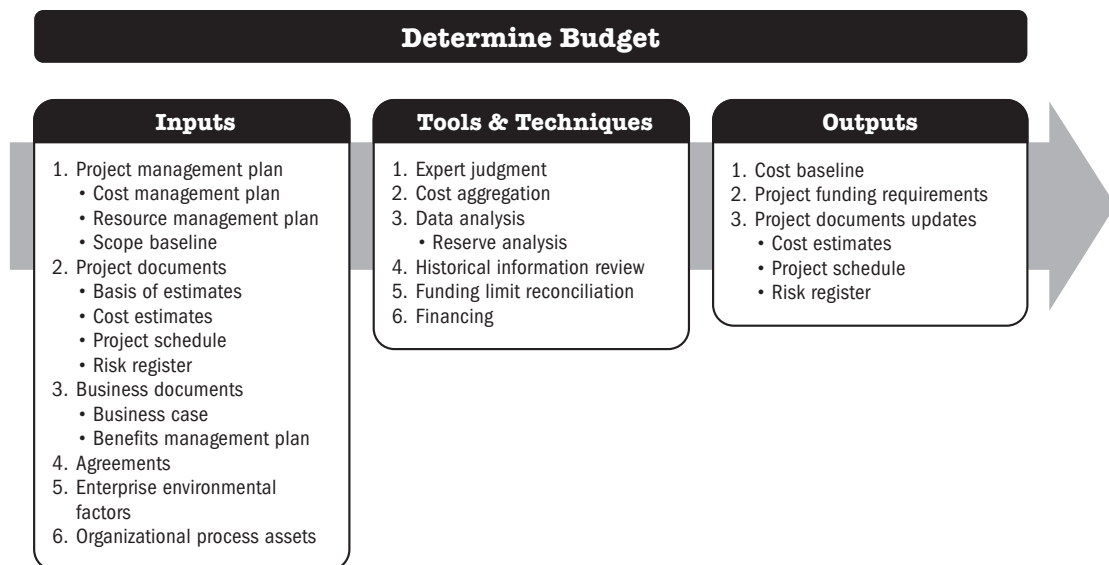 Determine Budget
Inputs
1. Project management plan
• Cost management plan
• Resource management plan
• Scope baseline
2. Project documents
• Basis of estimates
• Cost estimates
• Project schedule
• Risk register
3. Business documents
• Business case
• Benefits management plan
4. Agreements
5. Enterprise environmental
factors
6. Organizational process assets
Tools & Techniques
1. Expert judgment
2. Cost aggregation
3. Data analysis
• Reserve analysis
4. Historical information review
5. Funding limit reconciliation
6. Financing
Outputs
1. Cost baseline
2. Project funding requirements
3. Project documents updates
• Cost estimates
• Project schedule
• Risk register